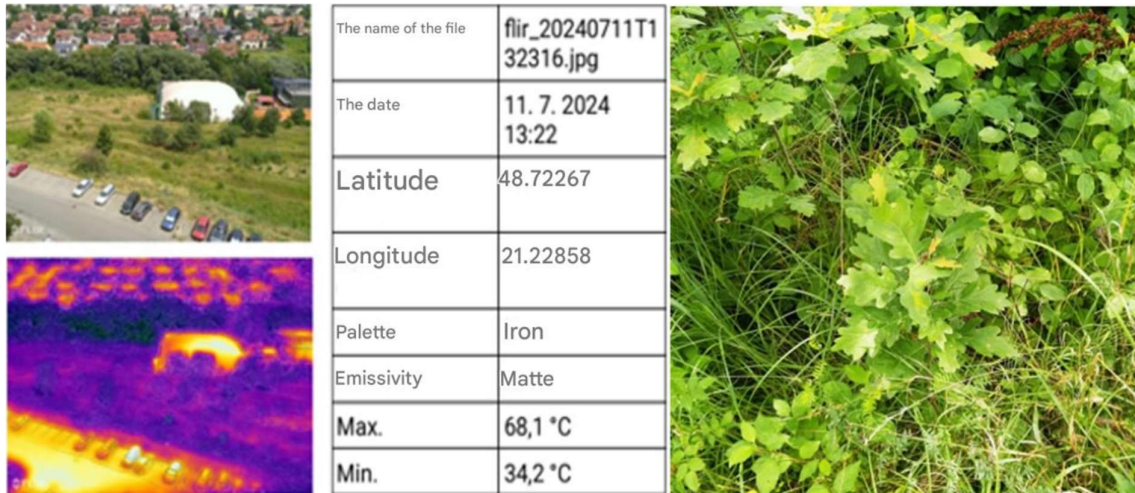 The name of the file
flir_20240711T1
32316.jpg
The date
11. 7. 2024
13:22
Latitude
48.72267
Longitude
21.22858
Palette
Iron
Emissivity
Matte
Max.
68,1 °C
Min.
34,2 °C